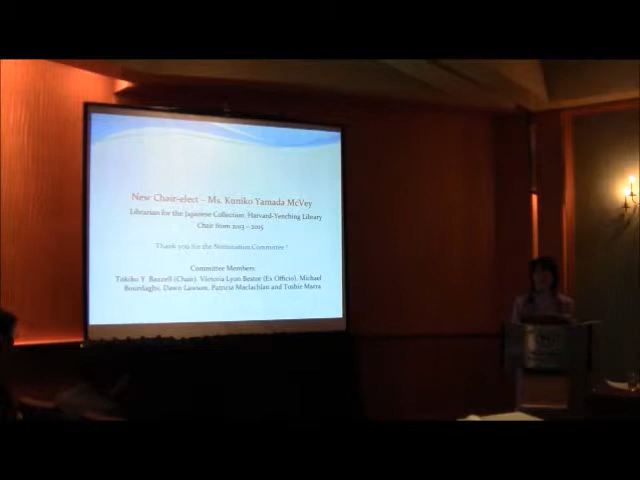 New Chair-elect – Ms. Kuniko Yamada McVey
Librarian for the Japanese Collection, Harvard-Yenching Library
Chair from 2013 – 2015
Thank you for the Nomination Committee !
Committee Members:
Tokiko Y. Bazzell (Chair), Victoria Lyon Bestor (Ex Officio), Michael
Bourdaghs, Dawn Lawson, Patricia Maclachlan and Toshie Marra